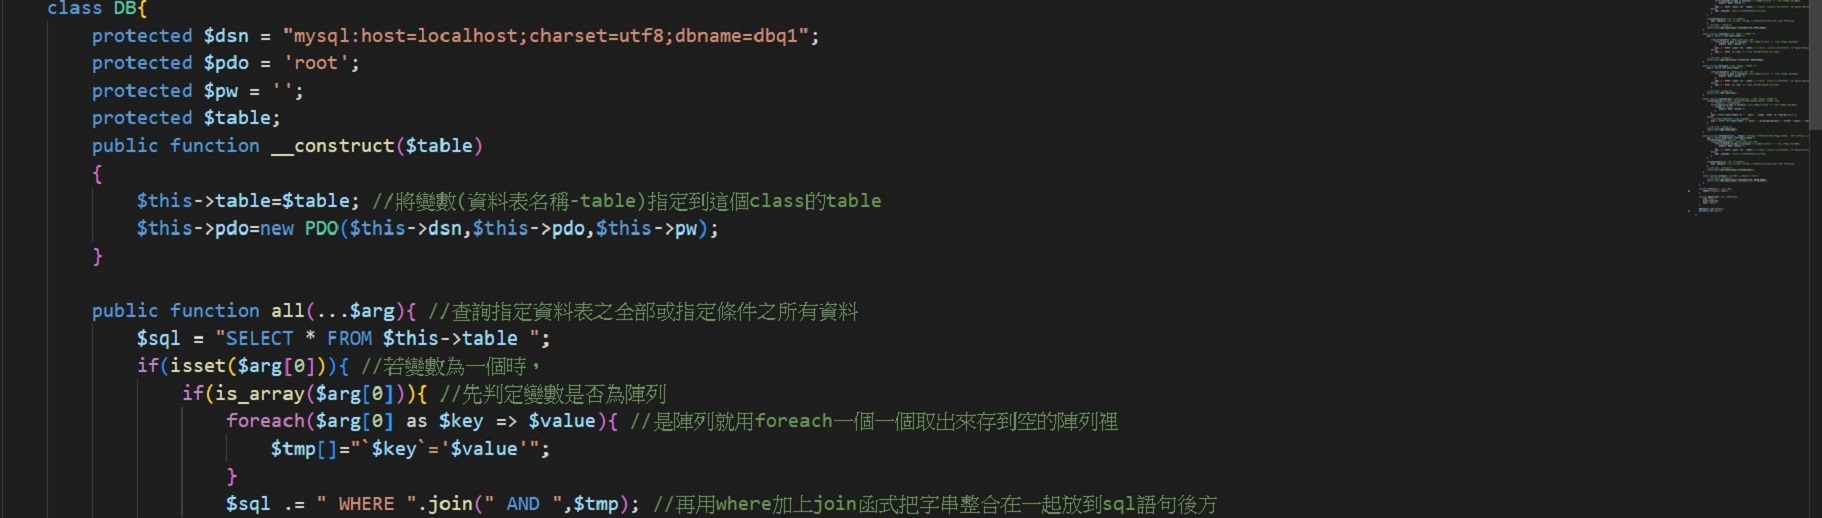 class DB{
protected $dsn = "mysql:host=localhost;charset=utf8;dbname=dbq1";
protected $pdo = 'root';
protected $pw = '';
protected $table;
public function __construct($table)
{
$this->table=$table; //將變數(資料表名稱-table)指定到這個class的table
$this->pdo=new PDO($this->dsn,$this->pdo,$this->pw);
}
public function all(...$arg){ //查詢指定資料表之全部或指定條件之所有資料
$sql = "SELECT * FROM $this->table ";
if(isset($arg[0])){ //若變數為一個時，
if(is_array($arg[0])){ //先判定變數是否為陣列
foreach($arg[0] as $key => $value){ //是陣列就用foreach一個一個取出來存到空的陣列裡
$tmp[]="`$key`='$value'";
}
$sql .= " WHERE ".join(" AND ",$tmp); //再用where加上join函式把字串整合在一起放到sql語句後方